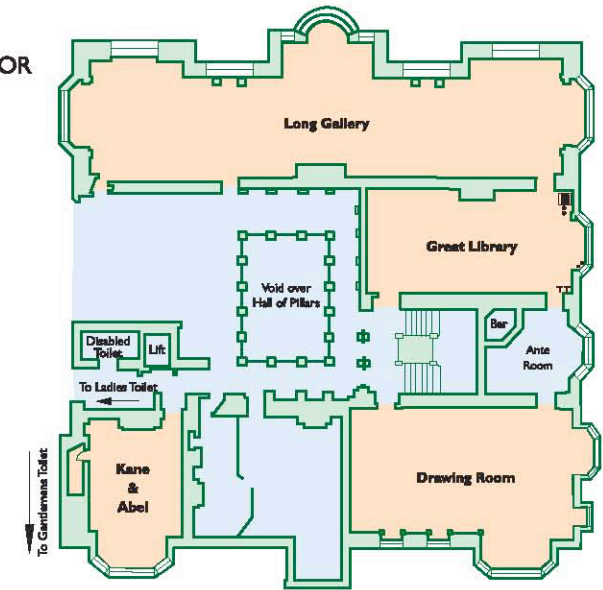 OR
Long Gallery
Great Library
Void over
Hall of Pillars
Bar
Disabled
Toilet
Lift
Ante
Room
To Ladies Toilet
Kane
&
Abel
Drawing Room
To Gentlemens Toilet